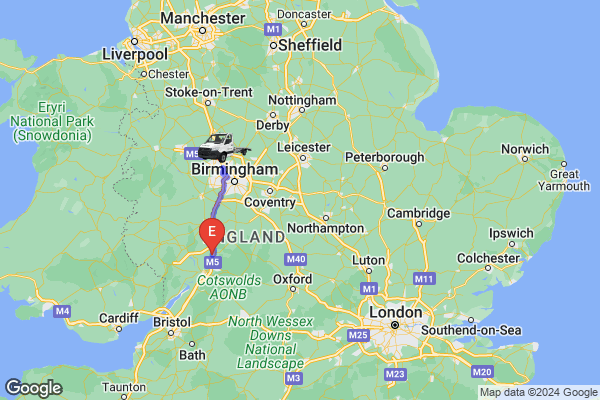 Manchester
Doncaster
M1
Liverpool
Sheffield
Chester
Stoke-on-Trent
Eryri
National Park
(Snowdonia)
Nottingham
Derby
M5
Leicester
Peterborough
Norwich
Birmingham
Great
Yarmouth
Coventry
Northampton
Cambridge
E
NGLAND
Ipswich
M5
M40
Luton
Colchester
M11
Cotswolds
AONB
Oxford
M1
M4
Cardiff
London
Bristol
North Wessex
Downs
National
Landscape
Southend-on-Sea
M25
Bath
M20
Taunton
M3
M23
Google
Google
Map data ©2024 Google